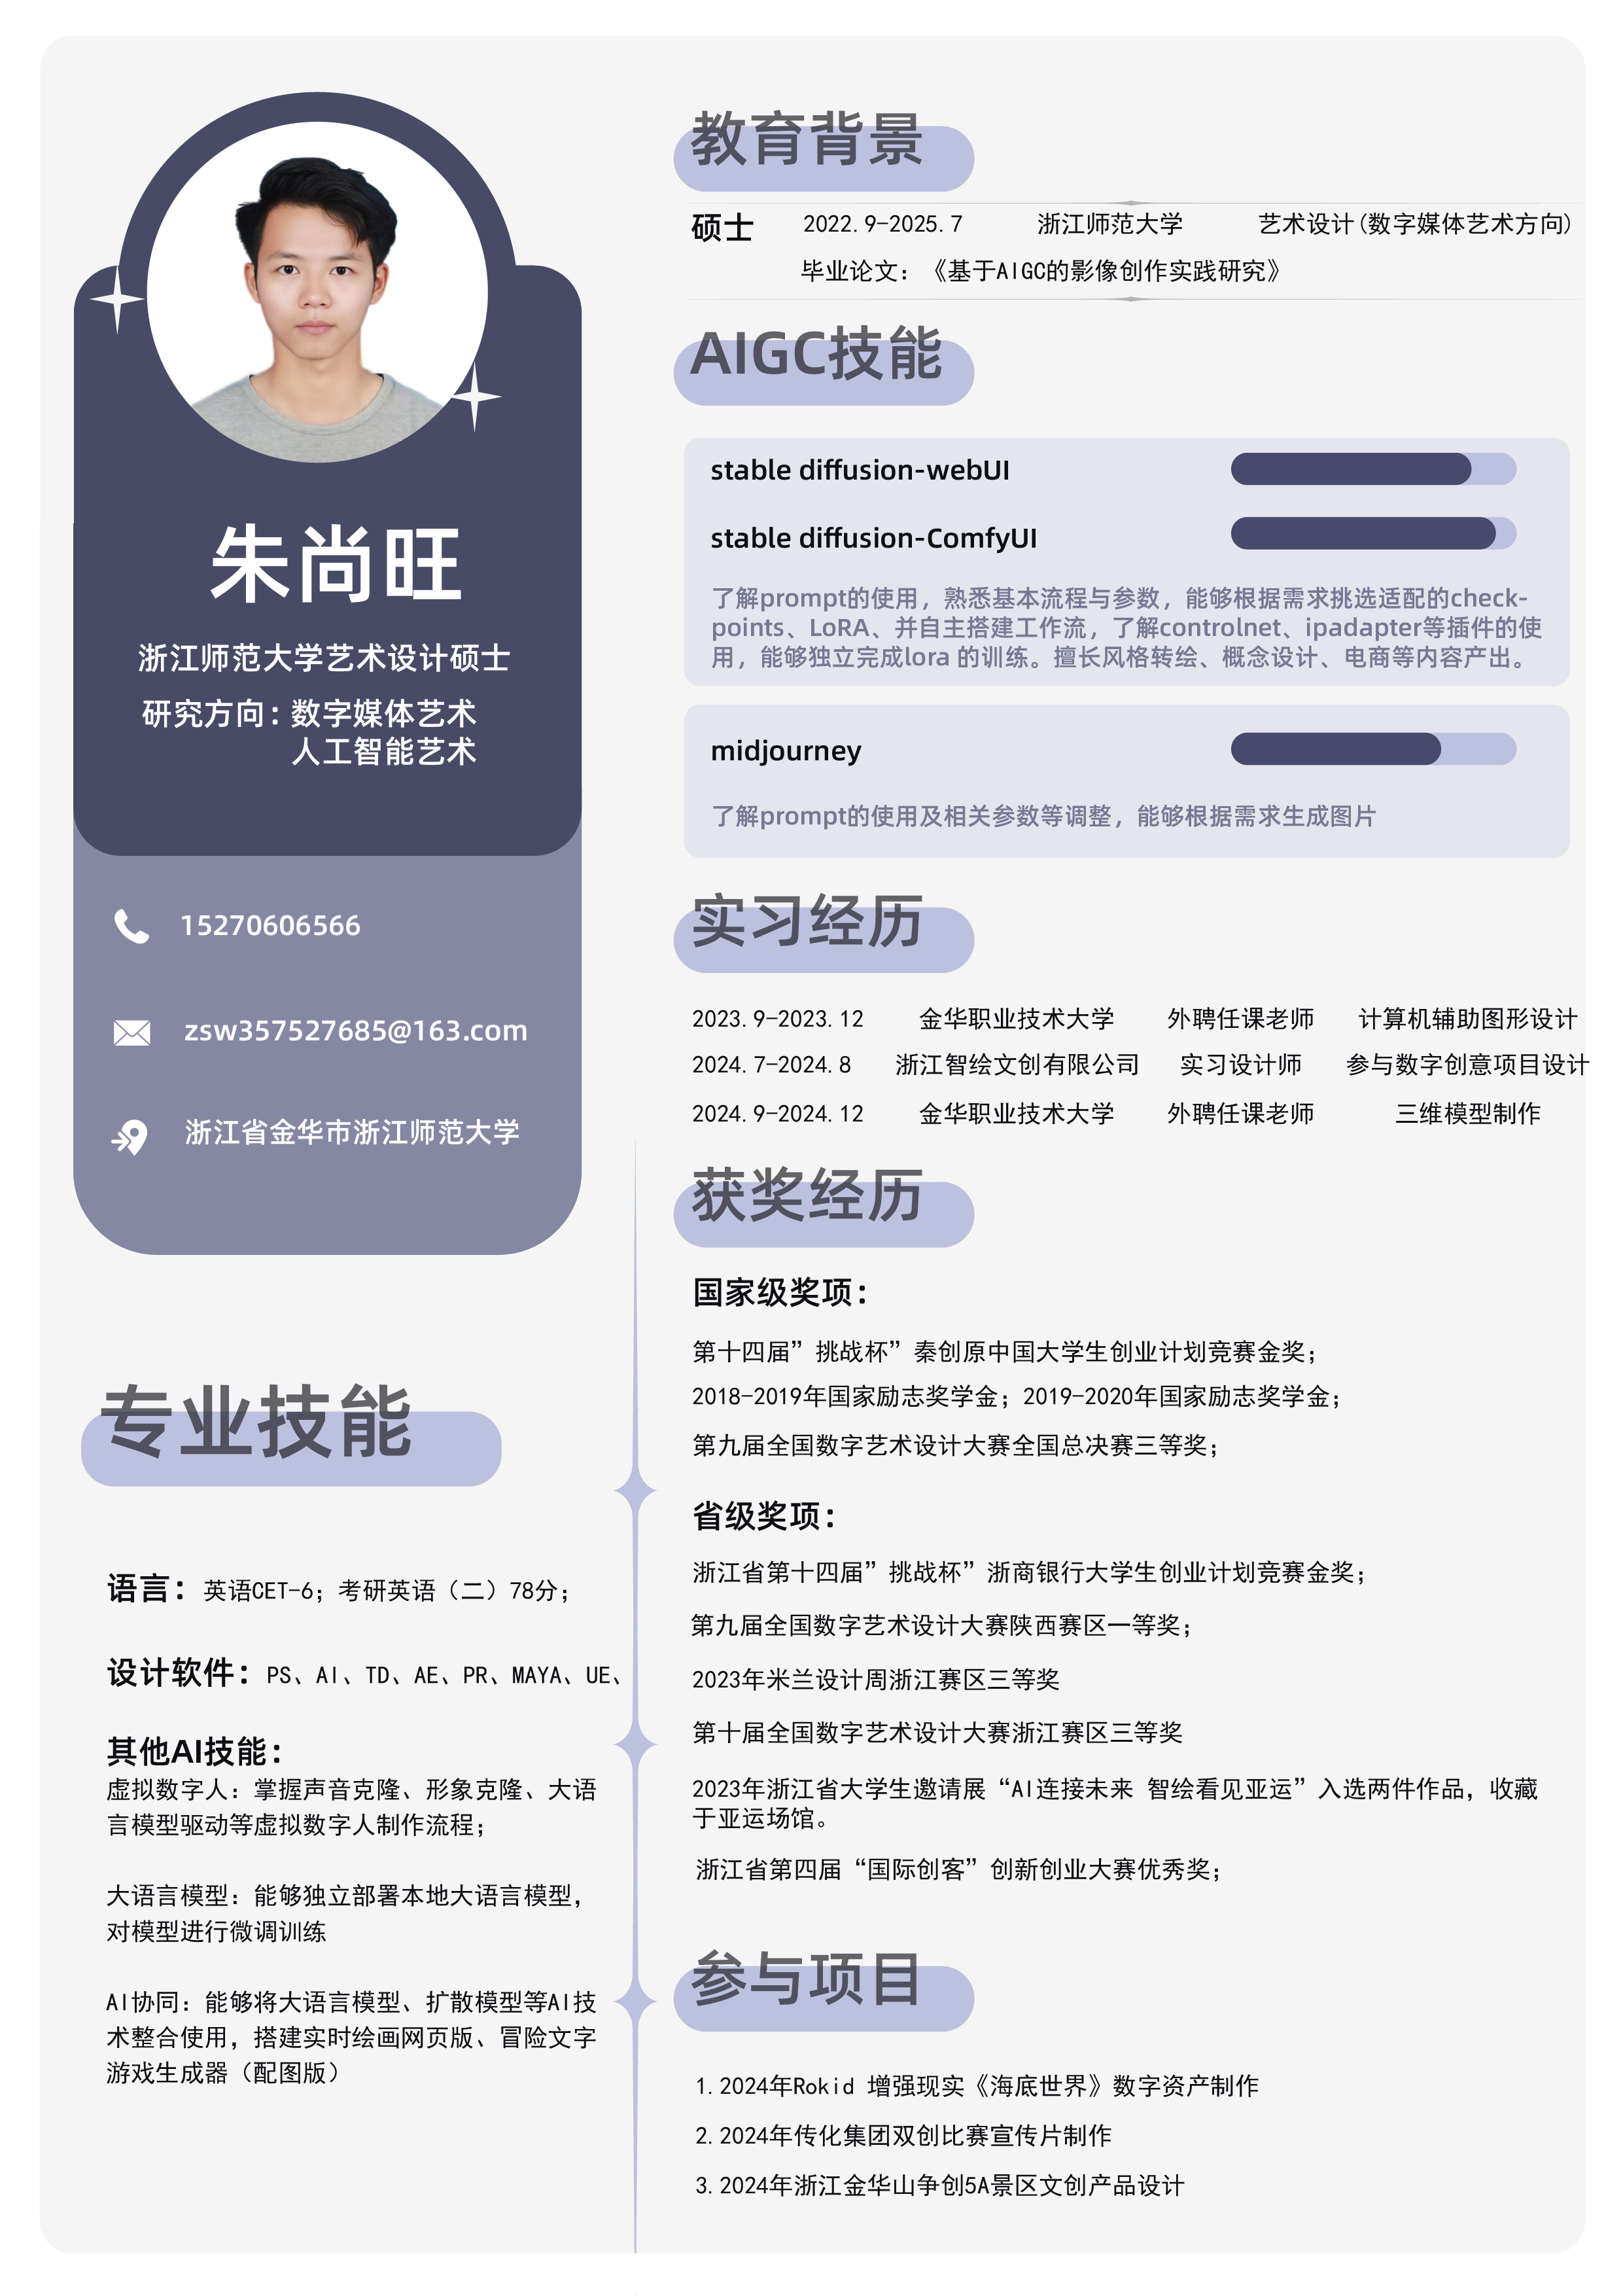 朱尚旺
浙江师范大学艺术设计硕士
研究方向：数字媒体艺术
人工智能艺术
15270606566
zsw357527685@163.com
浙江省金华市浙江师范大学
专业技能
语言：英语CET-6；考研英语（二）78分；
设计软件：PS、AI、TD、AE、PR、MAYA、UE、
其他AI技能：
虚拟数字人：掌握声音克隆、形象克隆、大语
言模型驱动等虚拟数字人制作流程；
大语言模型：能够独立部署本地大语言模型，
对模型进行微调训练
AI协同：能够将大语言模型、扩散模型等AI技
术整合使用，搭建实时绘画网页版、冒险文字
游戏生成器（配图版）
教育背景
硕士 2022.9-2025.7 浙江师范大学 艺术设计(数字媒体艺术方向)
毕业论文：《基于AIGC的影像创作实践研究》
AIGC技能
stable diffusion-webUI
stable diffusion-ComfyUI
了解prompt的使用，熟悉基本流程与参数，能够根据需求挑选适配的check-
points、LoRA、并自主搭建工作流，了解controlnet、ipadapter等插件的使
用，能够独立完成lora 的训练。擅长风格转绘、概念设计、电商等内容产出。
midjourney
了解prompt的使用及相关参数等调整，能够根据需求生成图片
实习经历
2023.9-2023.12 金华职业技术大学 外聘任课老师 计算机辅助图形设计
2024.7-2024.8 浙江智绘文创有限公司 实习设计师 参与数字创意项目设计
2024.9-2024.12 金华职业技术大学 外聘任课老师 三维模型制作
获奖经历
国家级奖项：
第十四届”挑战杯”秦创原中国大学生创业计划竞赛金奖；
2018-2019年国家励志奖学金；2019-2020年国家励志奖学金；
第九届全国数字艺术设计大赛全国总决赛三等奖；
省级奖项：
浙江省第十四届”挑战杯”浙商银行大学生创业计划竞赛金奖；
第九届全国数字艺术设计大赛陕西赛区一等奖；
2023年米兰设计周浙江赛区三等奖
第十届全国数字艺术设计大赛浙江赛区三等奖
2023年浙江省大学生邀请展“AI连接未来 智绘看见亚运”入选两件作品，收藏
于亚运场馆。
浙江省第四届“国际创客”创新创业大赛优秀奖；
参与项目
1.2024年Rokid 增强现实《海底世界》数字资产制作
2.2024年传化集团双创比赛宣传片制作
3.2024年浙江金华山争创5A景区文创产品设计